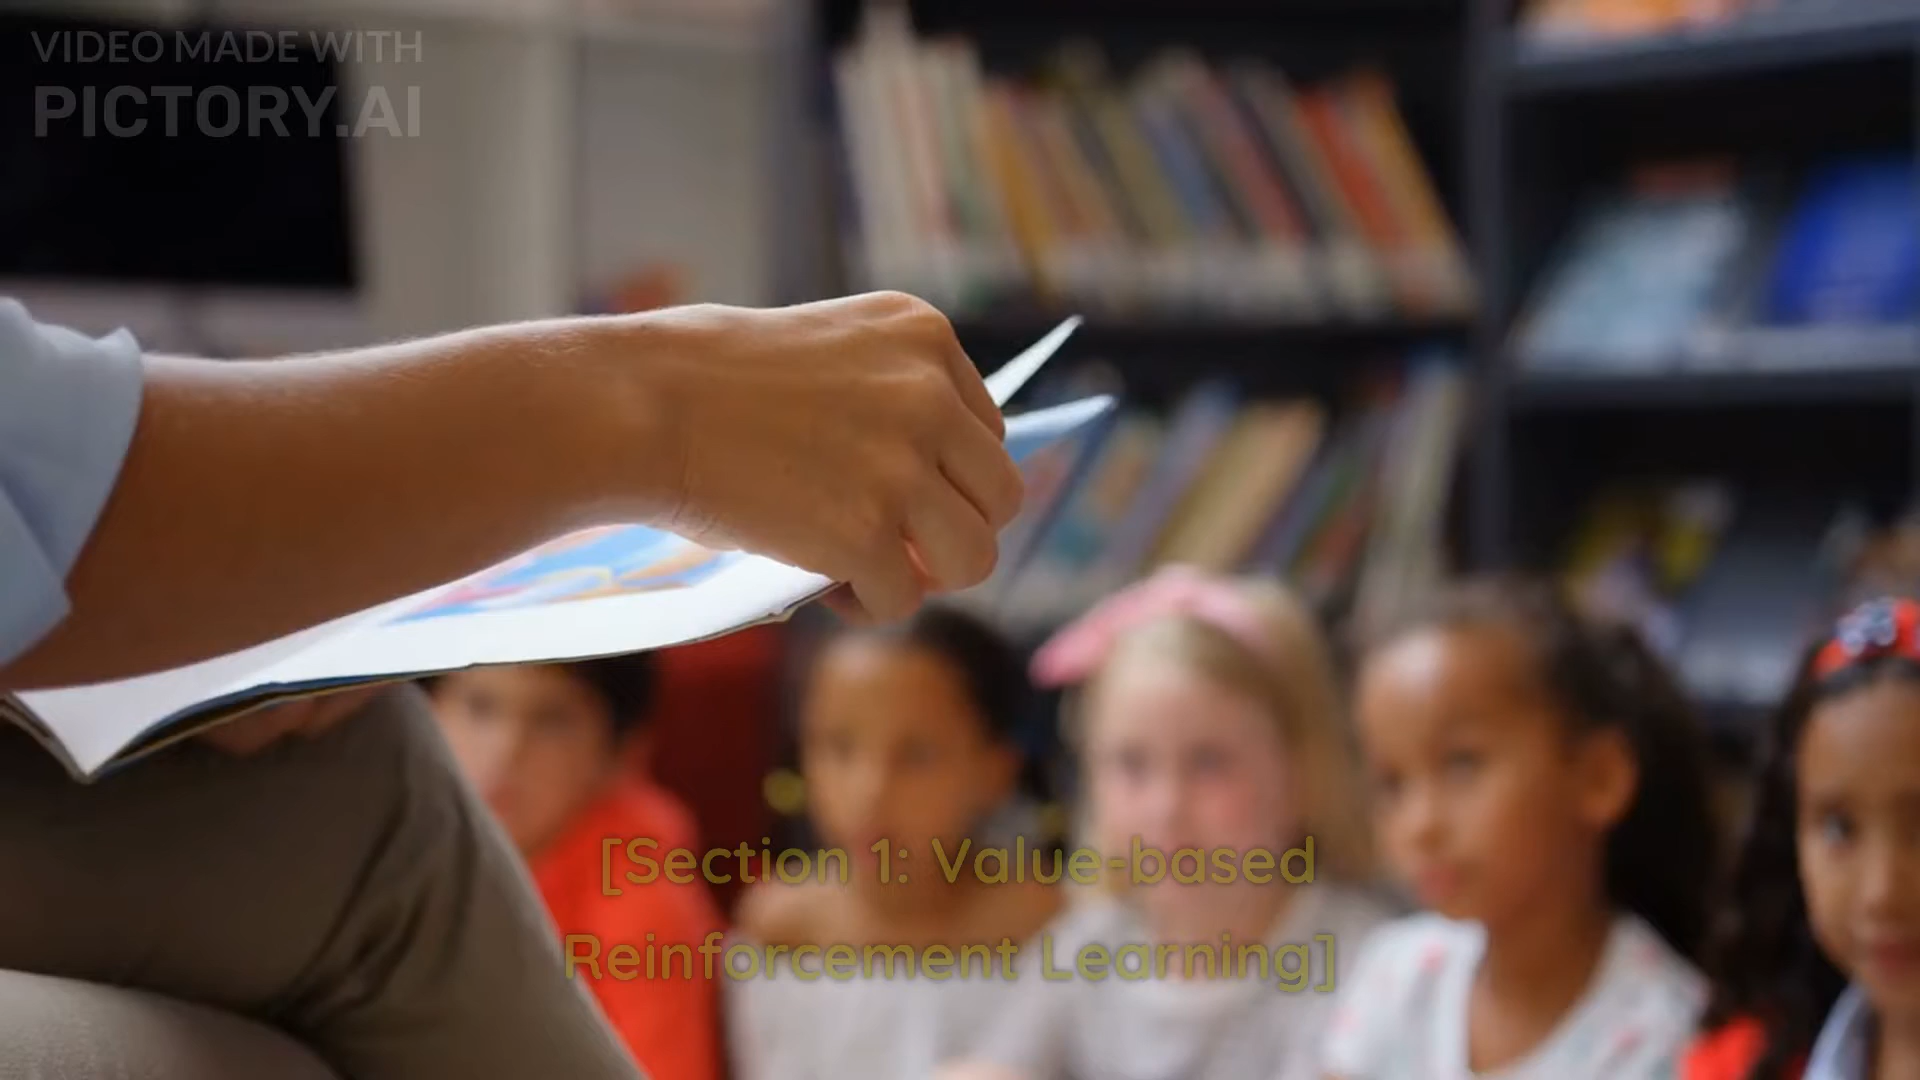 VIDEO MADE WITH
PICTORY.AI
[Section 1: Value-based
Reinforcement Learning]